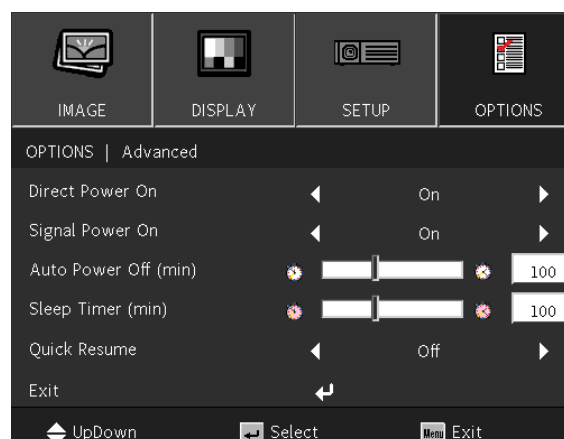 IMAGE DISPLAY SETUP OPTIONS
OPTIONS | Advanced
Direct Power On On
Signal Power On On
Auto Power Off (min) 100
Sleep Timer (min) 100
Quick Resume Off
Exit
UpDown Select Menu Exit